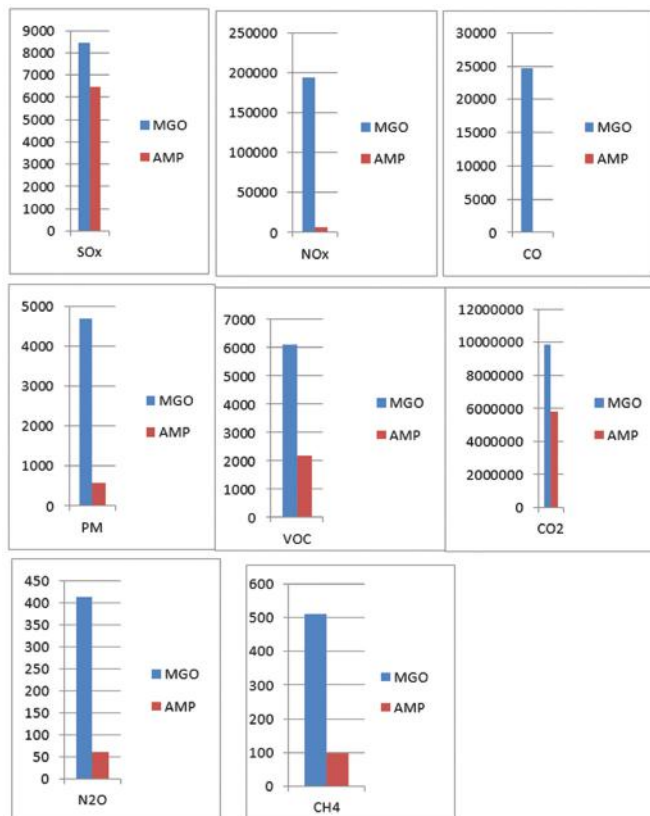 9000
8000
7000
6000
5000
4000
3000
2000
1000
0
SOx
MGO
AMP
250000
200000
150000
100000
50000
0
NOx
MGO
AMP
30000
25000
20000
15000
10000
5000
0
CO
MGO
AMP
5000
4000
3000
2000
1000
0
PM
MGO
AMP
7000
6000
5000
4000
3000
2000
1000
0
VOC
MGO
AMP
12000000
10000000
8000000
6000000
4000000
2000000
0
CO2
MGO
AMP
450
400
350
300
250
200
150
100
50
0
N2O
MGO
AMP
600
500
400
300
200
100
0
CH4
MGO
AMP